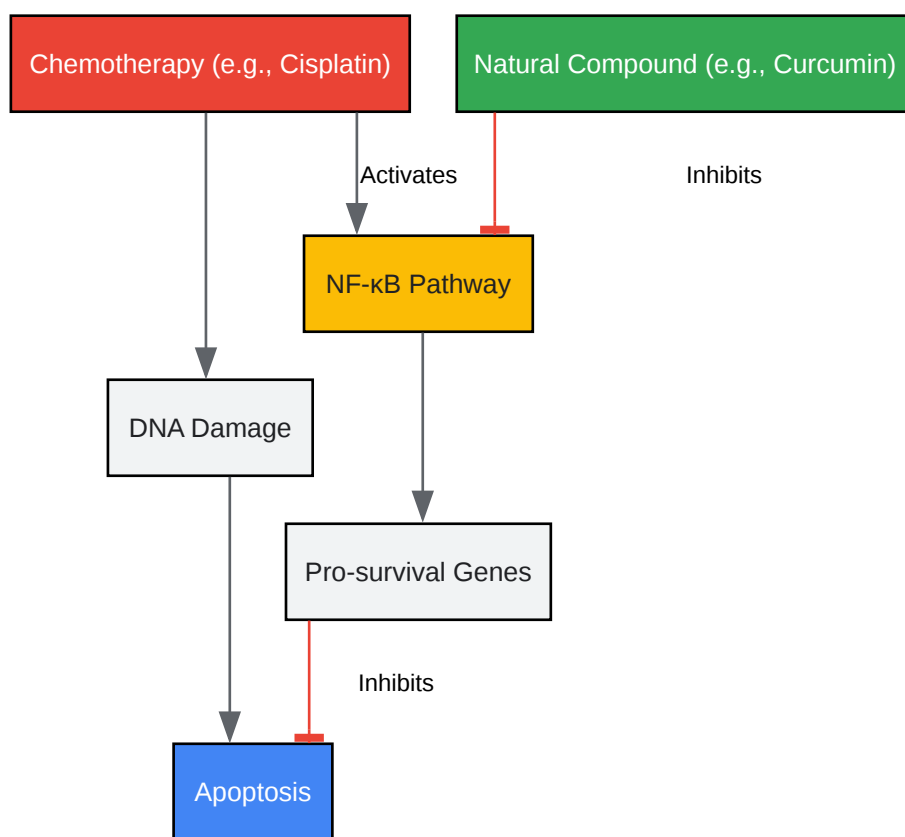 Chemotherapy (e.g., Cisplatin)
Natural Compound (e.g., Curcumin)
Activates
Inhibits
NF-κB Pathway
DNA Damage
Pro-survival Genes
Inhibits
Apoptosis